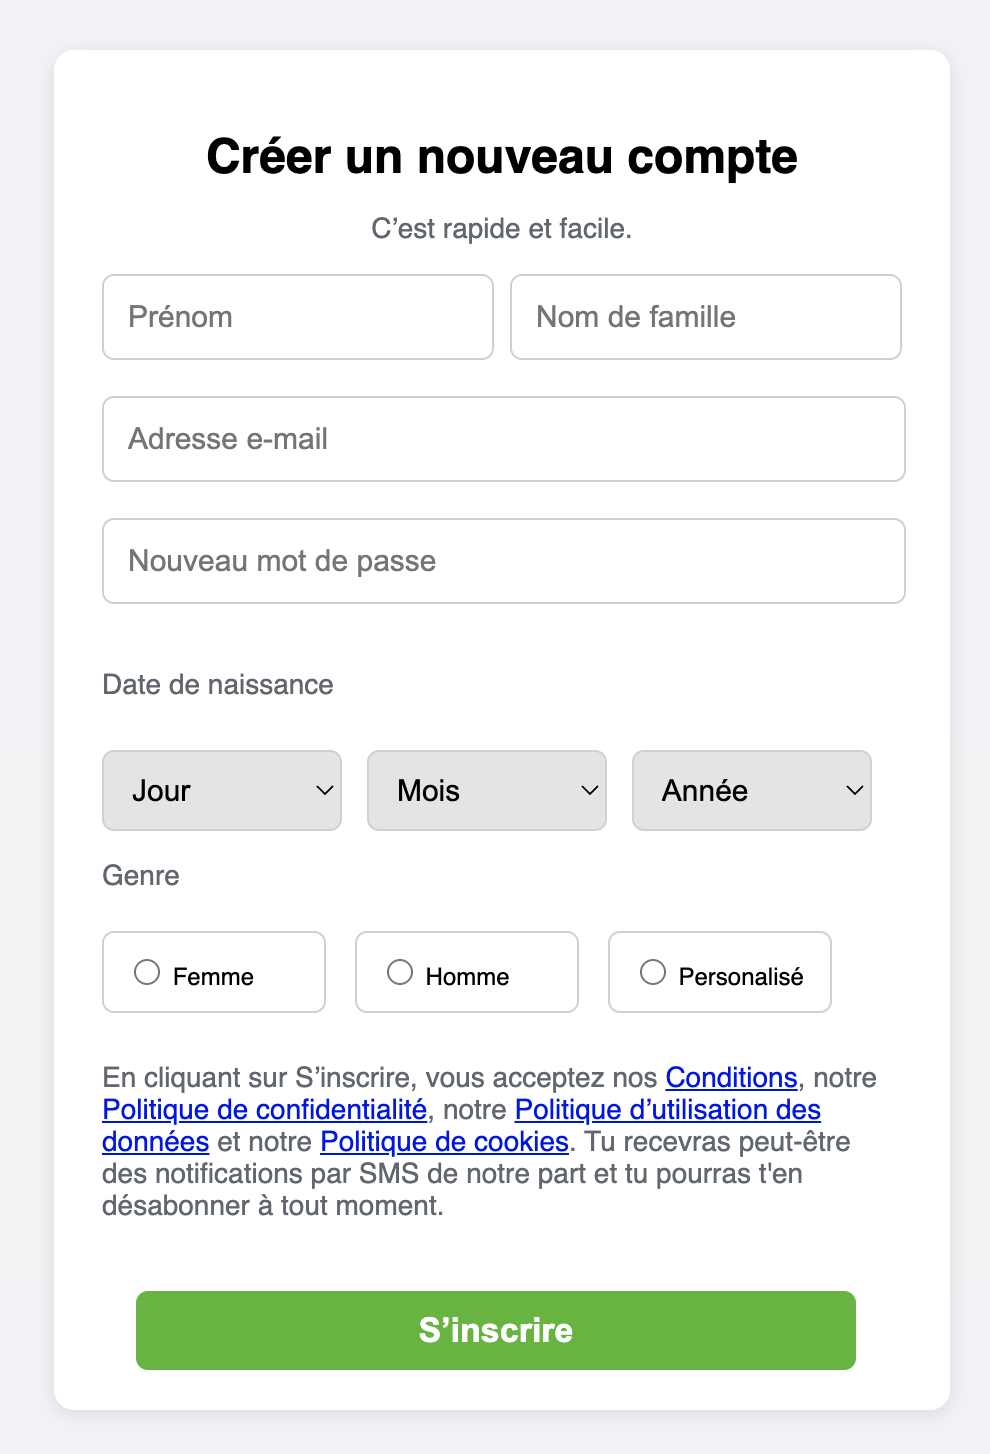 Créer un nouveau compte
C’est rapide et facile.
Prénom
Nom de famille
Adresse e-mail
Nouveau mot de passe
Date de naissance
Jour
Mois
Année
Genre
Femme
Homme
Personalisé
En cliquant sur S’inscrire, vous acceptez nos Conditions, notre
Politique de confidentialité, notre Politique d’utilisation des
données et notre Politique de cookies. Tu recevras peut-être
des notifications par SMS de notre part et tu pourras t'en
désabonner à tout moment.
S’inscrire